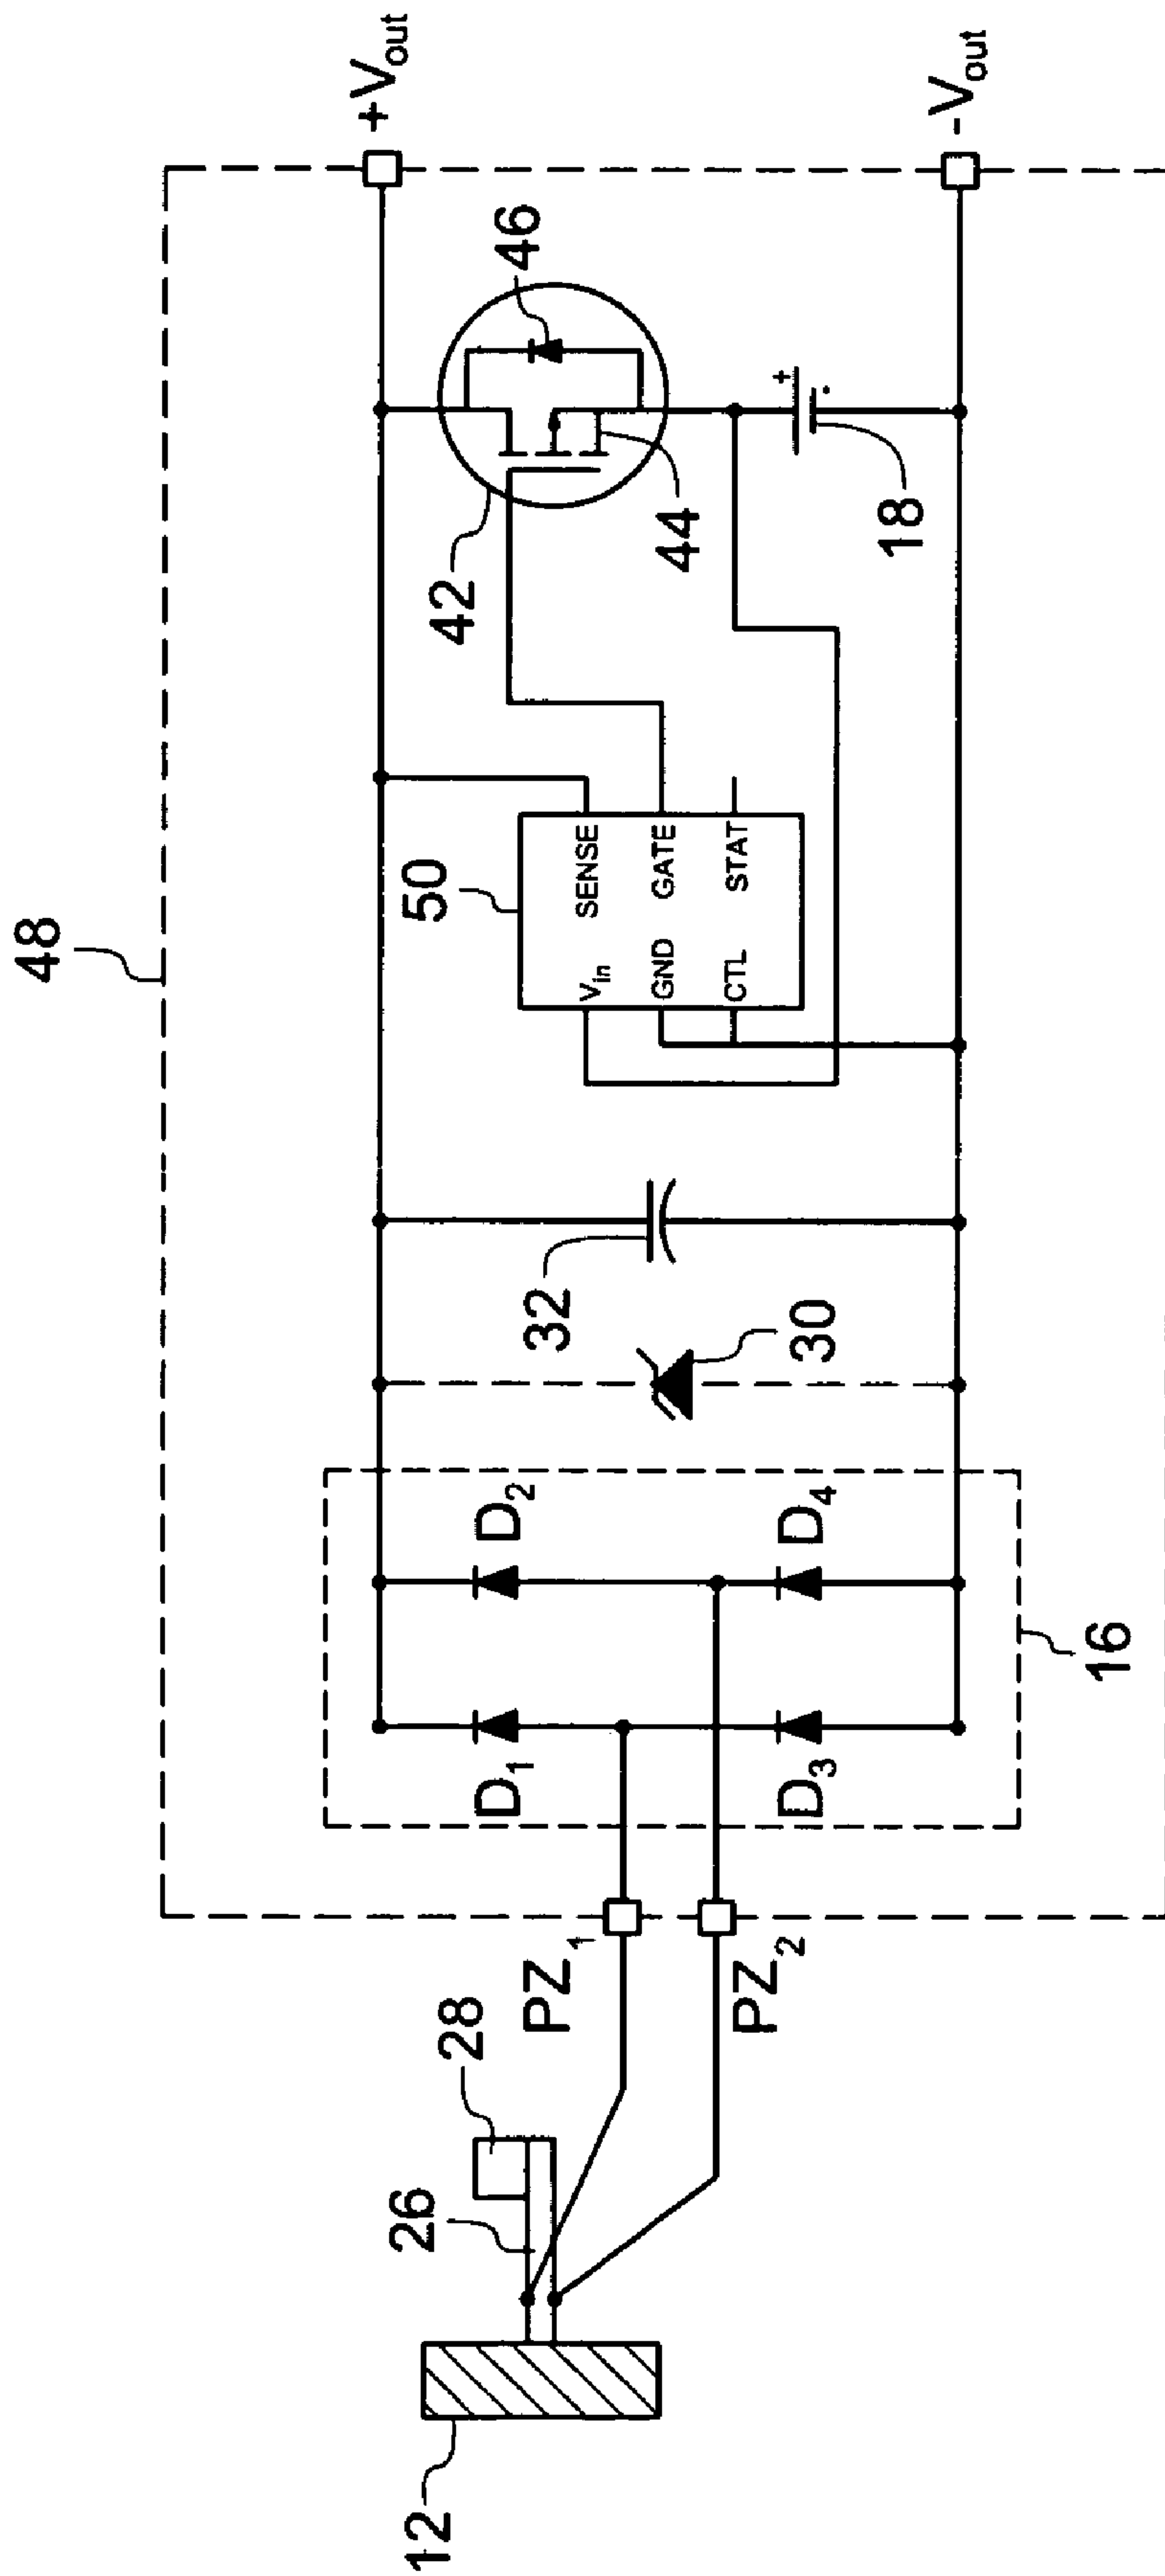 48
+Vout
-Vout
46
42
44
18
50
Vin
GND
CTL
SENSE
GATE
STAT
32
30
D1
D2
D3
D4
16
PZ1
PZ2
28
26
12
+
-